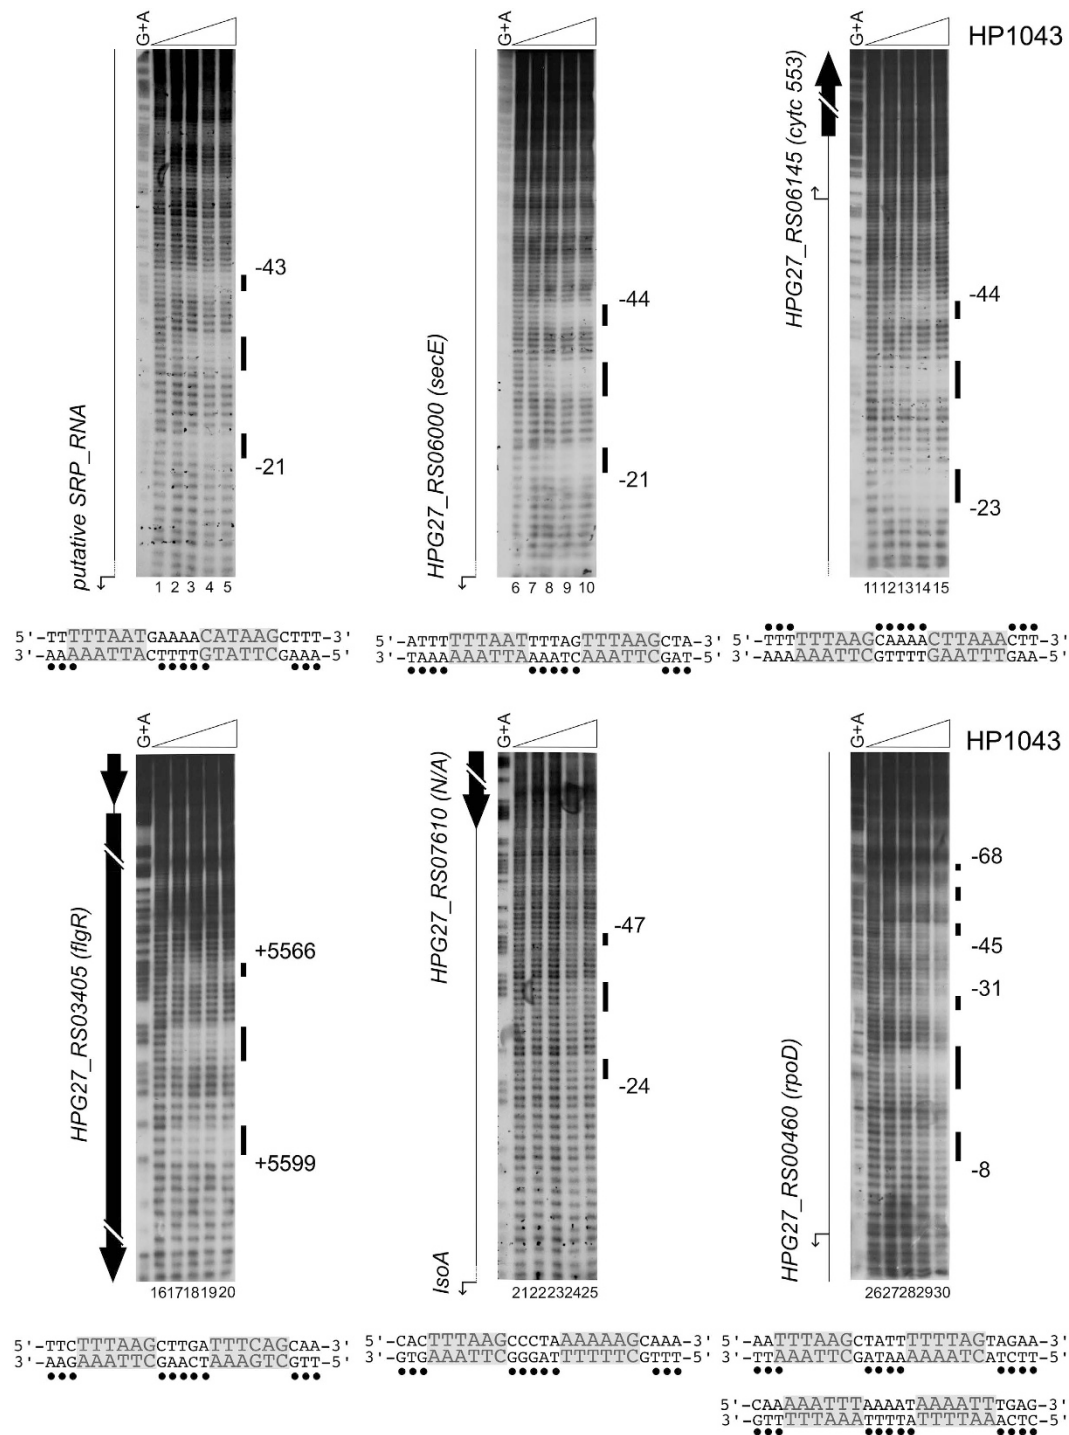 G+A
G+A
G+A
HP1043
putative SRP_RNA
-43
-21
1 2 3 4 5
HPG27_RS06000 (secE)
-44
-21
6 7 8 9 10
HPG27_RS06145 (cytc 553)
-44
-23
11 12 13 14 15
5'-TTTTTAATGAAAACATAAGCTTT-3'
3'-AAAAATTACTTTTGTATTCGAAA-5'
5'-ATTTTTTAATTTTAGTTTAAGCTA-3'
3'-TAAAAAATTAAAATCAAATTCGAT-5'
5'-TTTTTTAAGCAAAACTTAAACTT-3'
3'-AAAAAATTCGTTTTGAATTTGAA-5'
G+A
G+A
G+A
HP1043
HPG27_RS03405 (flgR)
+5566
+5599
16 17 18 19 20
HPG27_RS07610 (N/A)
IsoA
-47
-24
21 22 23 24 25
HPG27_RS00460 (rpoD)
-68
-45
-31
-8
26 27 28 29 30
5'-TTCTTTAAGCTTGATTTCAGCAA-3'
3'-AAGAAATTCGAACTAAAGTCGTT-5'
5'-CACTTTAAGCCCTAAAAAAGCAAA-3'
3'-GTGAAATTCGGGATTTTTTCGTTT-5'
5'-AATTTAAGCTATTTTTTAGTAGAA-3'
3'-TTAAATTCGATAAAAAATCATCTT-5'
5'-CAAAAATTTAAAATAAAATTTGAG-3'
3'-GTTTTTAAATTTTATTTTAAACTC-5'